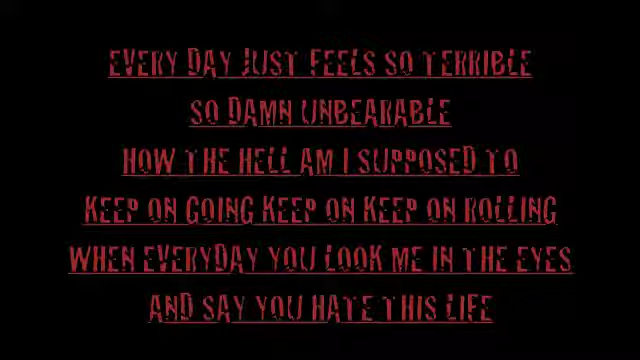 EVERY DAY JUST FEELS SO TERRIBLE
SO DAMN UNBEARABLE
HOW THE HELL AM I SUPPOSED TO
KEEP ON GOING KEEP ON KEEP ON ROLLING
WHEN EVERYDAY YOU LOOK ME IN THE EYES
AND SAY YOU HATE THIS LIFE